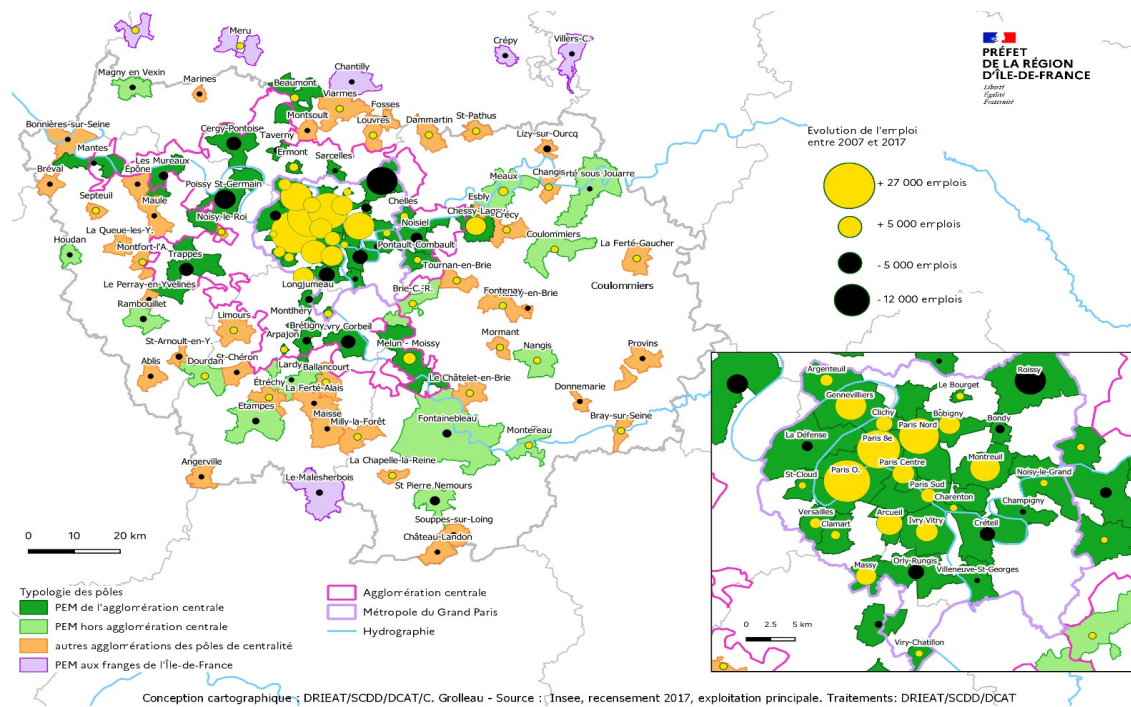 PRÉFET
DE LA RÉGION
D'ÎLE-DE-FRANCE
Liberté
Égalité
Fraternité
Evolution de l'emploi
entre 2007 et 2017
+ 27 000 emplois
+ 5 000 emplois
- 5 000 emplois
- 12 000 emplois
Meru
Crépy
Villers-C.
Chantilly
Magny en Vexin
Marines
Beaumont
Viarmes
Fosses
Montsoult
Louvres
Dammartin
St-Pathus
Bonnières-sur-Seine
Cergy-Pontoise
Taverny
Lizy-sur-Ourcq
Mantes
Ermont
Sarcelles
Les Mureaux
Bréval
Épône
Poissy St-Germain
Meaux
Changis
erté sous Jouarre
Septeuil
Maule
Chelles
Esbly
Noisy-le Roi
Noisiel
Chessy-Lagny
Crécy
La Queue-les-Y.
Coulommiers
Houdan
Montfort-l'A.
Trappes
Pontault-Combault
La Ferté-Gaucher
Tournan-en-Brie
Le Perray-en-Yvelines
Longjumeau
Brie-C.-R.
Fontenay
y-en-Brie
Coulommiers
Rambouillet
Montlhéry
Limours
Brétigny
vry Corbeil
Mormant
St-Arnoult-en-Y.
Arpajon
Melun - Moissy
Nangis
Provins
Ablis
Dourdan
St-Chéron
Lardy
Ballancourt
Étréchy
La Ferté-Alais
Le Châtelet-en-Brie
Donnemarie
Etampes
Maisse
Milly-la-Forêt
Fontainebleau
Bray-sur-Seine
Montereau
Angerville
La Chapelle-la-Reine
Le Malesherbois
St Pierre Nemours
Souppes-sur-Loing
Château-Landon
0 10 20 km
Argenteuil
Le Bourget
Roissy
Gennevilliers
Clichy
Bobigny
Paris Nord
Bondy
La Défense
Paris 8e
Montreuil
St-Cloud
Paris O.
Paris Centre
Noisy-le-Grand
Paris Sud
Charenton
Versailles
Champigny
Clamart
Arcueil
Ivry Vitry
Créteil
Massy
Orly-Rungis
Villeneuve-St-Georges
Viry-Chatillon
0 2.5 5 km
Typologie des pôles
PEM de l'agglomération centrale
PEM hors agglomération centrale
autres agglomérations des pôles de centralité
PEM aux franges de l'Île-de-France
Agglomération centrale
Métropole du Grand Paris
Hydrographie
Conception cartographique : DRIEAT/SCDD/DCAT/C. Grolleau - Source : Insee, recensement 2017, exploitation principale. Traitements: DRIEAT/SCDD/DCAT